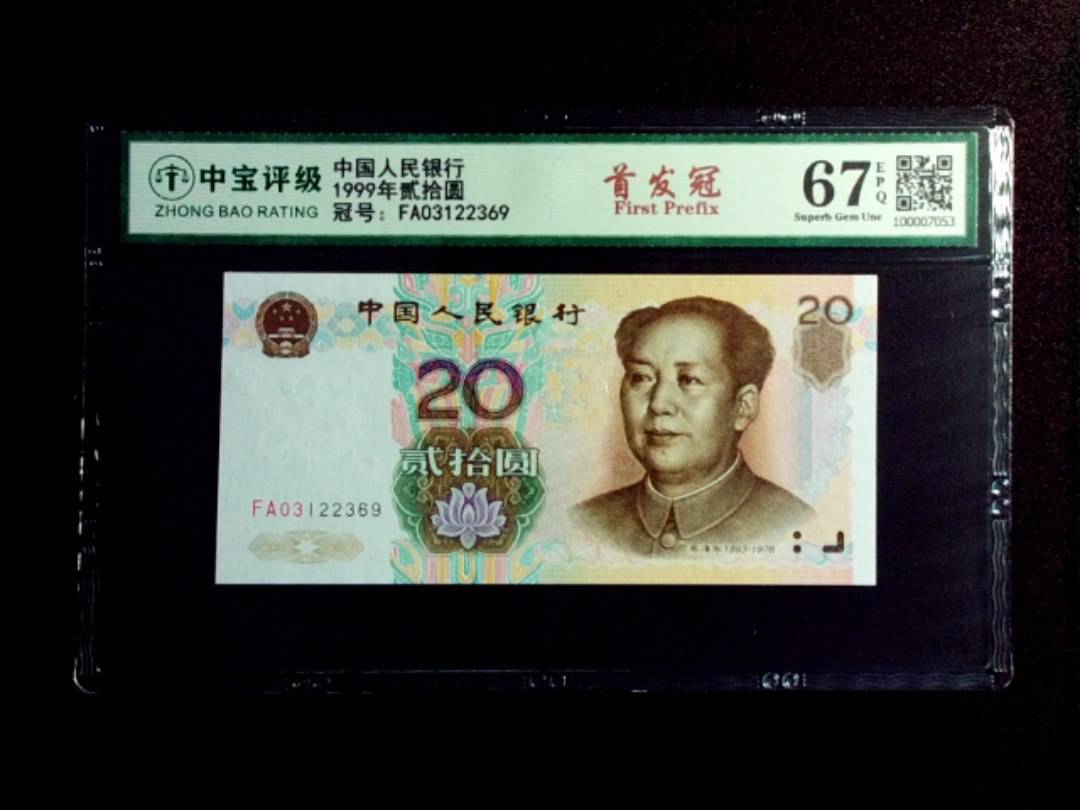 中宝评级
ZHONG BAO RATING
中国人民银行
1999年贰拾圆
冠号：FA03122369
首发冠
First Prefix
67
EPQ
Superb Gem Unc
100007053
中国人民银行
20
20
贰拾圆
FA03122369
1893-1976